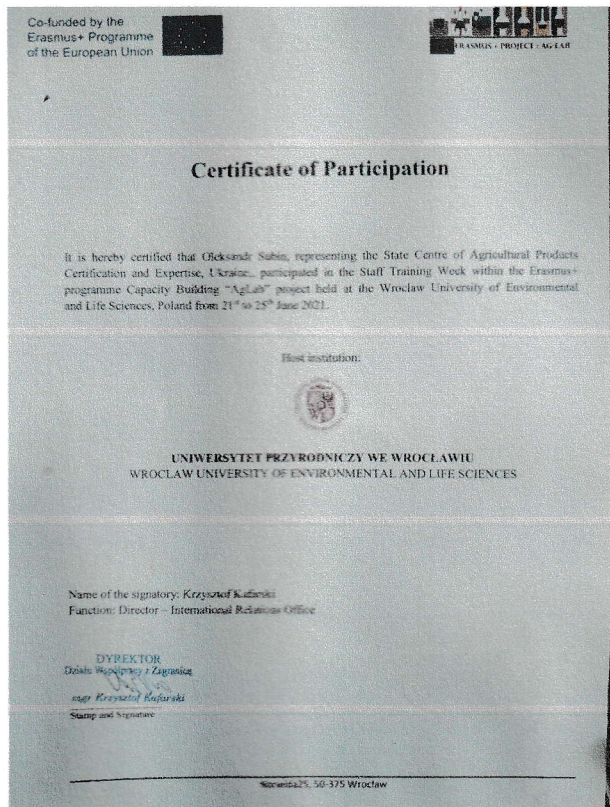 Co-funded by the
Erasmus+ Programme
of the European Union
ERASMUS + PROJECT : AG-LAB
Certificate of Participation
It is hereby certified that Oleksandr Subin, representing the State Centre of Agricultural Products
Certification and Expertise, Ukraine, participated in the Staff Training Week within the Erasmus+
programme Capacity Building "AgLab" project held at the Wroclaw University of Environmental
and Life Sciences, Poland from 21st to 25th June 2021.
Host institution:
UNIWERSYTET PRZYRODNICZY WE WROCŁAWIU
WROCLAW UNIVERSITY OF ENVIRONMENTAL AND LIFE SCIENCES
Name of the signatory: Krzysztof Kafarski
Function: Director – International Relations Office
DYREKTOR
Działu Współpracy z Zagranicą
mgr Krzysztof Kafarski
Stamp and Signature
25, 50-375 Wrocław